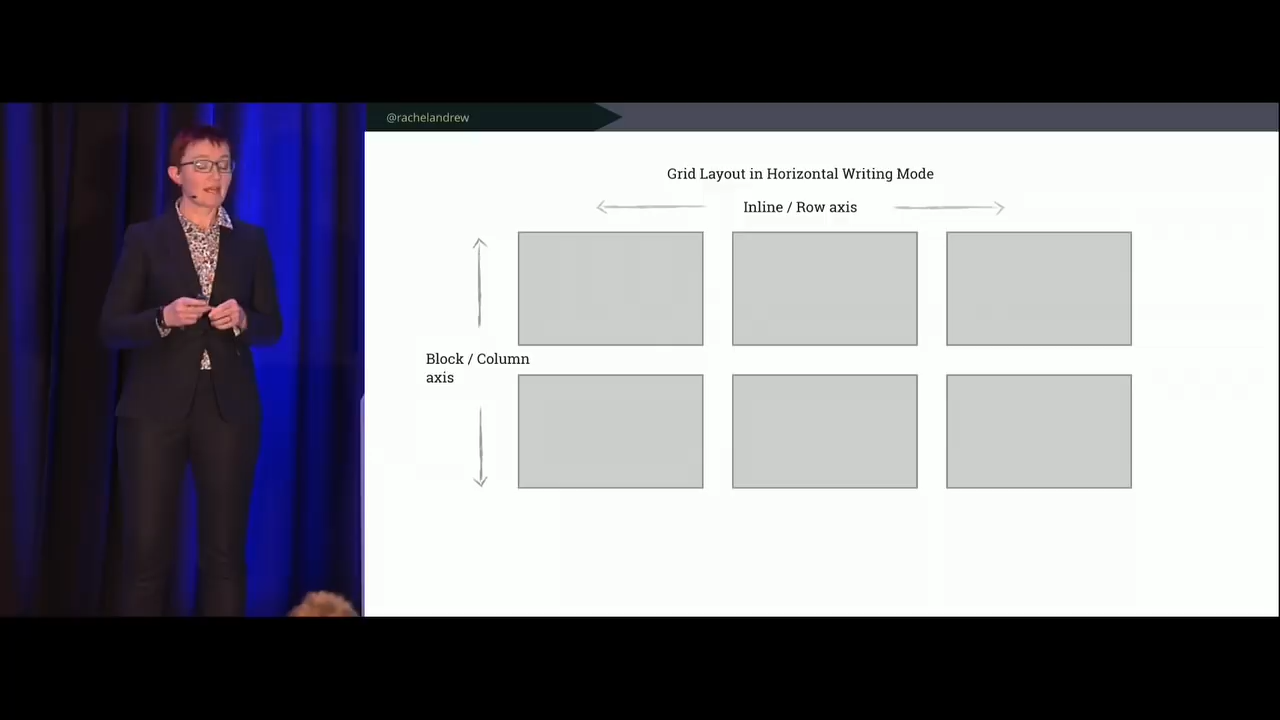 @rachelandrew
Grid Layout in Horizontal Writing Mode
Inline / Row axis
Block / Column
axis